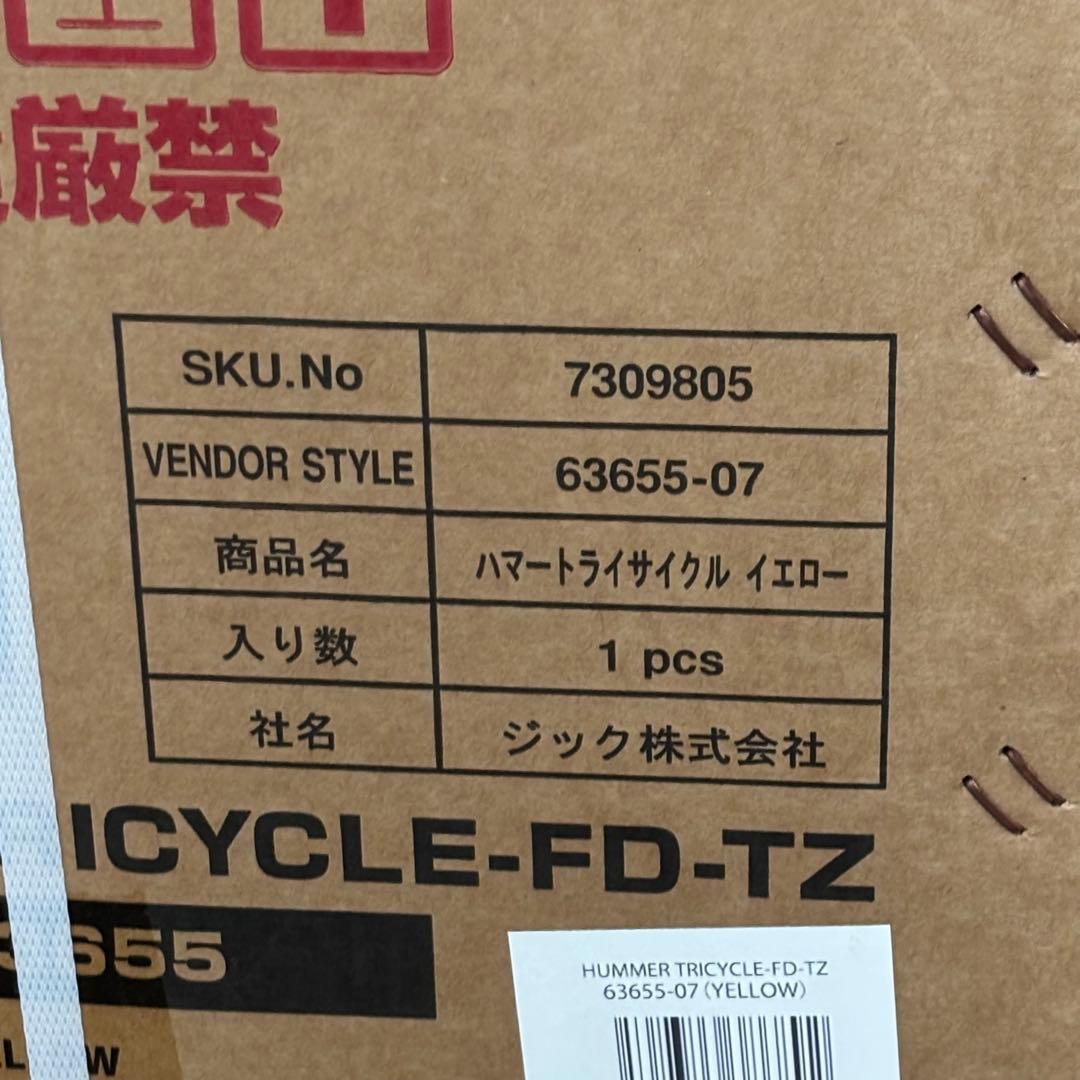 厳禁
SKU.No 7309805
VENDOR STYLE 63655-07
商品名 ハマートライサイクル イエロー
入り数 1 pcs
社名 ジック株式会社
ICYCLE-FD-TZ
3655
HUMMER TRICYCLE-FD-TZ
63655-07 (YELLOW)